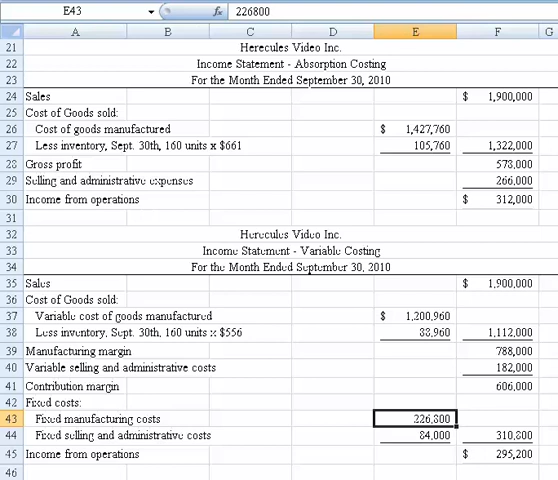 E43 fx 226800
A B C D E F G
21 Herecules Video Inc.
22 Income Statement - Absorption Costing
23 For the Month Ended September 30, 2010
24 Sales $ 1,900,000
25 Cost of Goods sold:
26 Cost of goods manufactured $ 1,427,760
27 Less inventory, Sept. 30th, 160 units x $661 105,760 1,322,000
28 Gross profit 578,000
29 Selling and administrative expenses 266,000
30 Income from operations $ 312,000
31
32 Herecules Video Inc.
33 Income Statement - Variable Costing
34 For the Month Ended September 30, 2010
35 Sales $ 1,900,000
36 Cost of Goods sold:
37 Variable cost of goods manufactured $ 1,200,960
38 Less inventory, Sept. 30th, 160 units x $556 88,960 1,112,000
39 Manufacturing margin 788,000
40 Variable selling and administrative costs 182,000
41 Contribution margin 606,000
42 Fixed costs:
43 Fixed manufacturing costs 226,800
44 Fixed selling and administrative costs 84,000 310,800
45 Income from operations $ 295,200
46